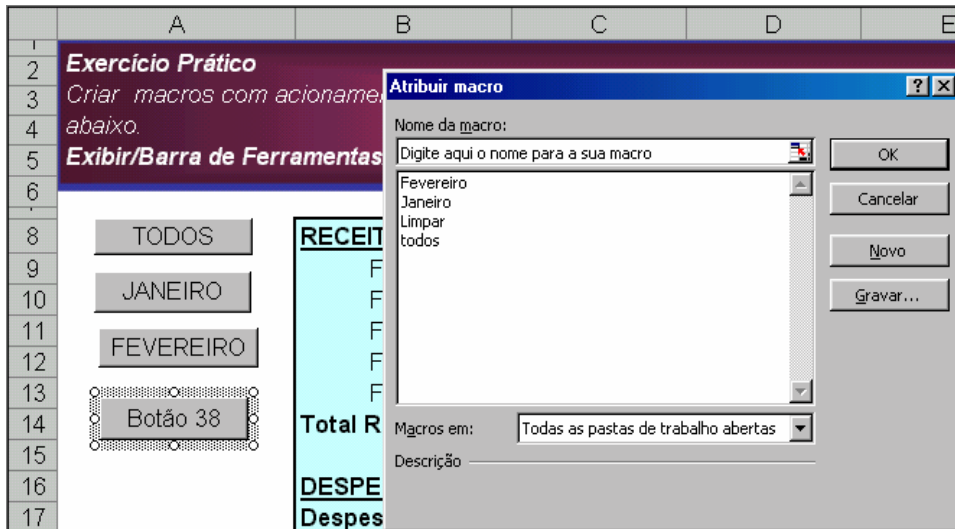 A B C D E
1
2 Exercício Prático
3 Criar macros com acioname
4 abaixo.
5 Exibir/Barra de Ferramentas
6
8 TODOS RECEIT
9 F
10 JANEIRO F
11 F
12 FEVEREIRO F
13 F
14 Botão 38 Total R
15
16 DESPE
17 Despes
Atribuir macro
Nome da macro:
Digite aqui o nome para a sua macro
Fevereiro
Janeiro
Limpar
todos
Macros em: Todas as pastas de trabalho abertas
Descrição
OK
Cancelar
Novo
Gravar...